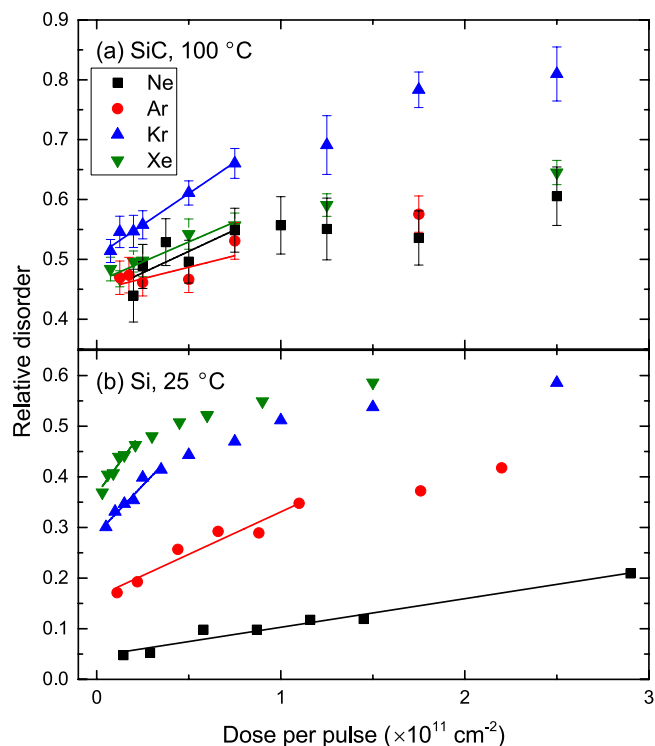 0.9
(a) SiC, 100 °C
Ne
Ar
Kr
Xe
0.8
0.7
0.6
0.5
0.4
Relative disorder
(b) Si, 25 °C
0.6
0.5
0.4
0.3
0.2
0.1
0.0
0 1 2 3
Dose per pulse (×10¹¹ cm⁻²)